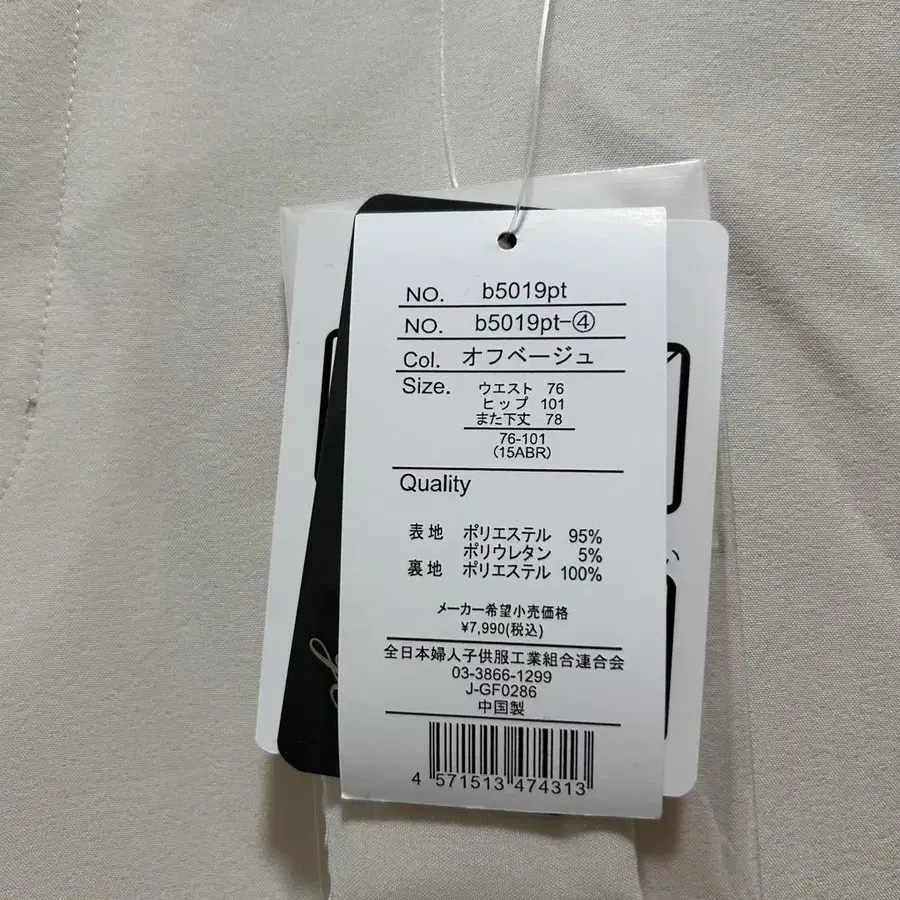 NO. b5019pt
NO. b5019pt-④
Col. オフベージュ
Size. ウエスト 76
ヒップ 101
また下丈 78
76-101
(15ABR)
Quality
表地 ポリエステル 95%
ポリウレタン 5%
裏地 ポリエステル 100%
メーカー希望小売価格
¥7,990(税込)
全日本婦人子供服工業組合連合会
03-3866-1299
J-GF0286
中国製
4 571513 474313
い